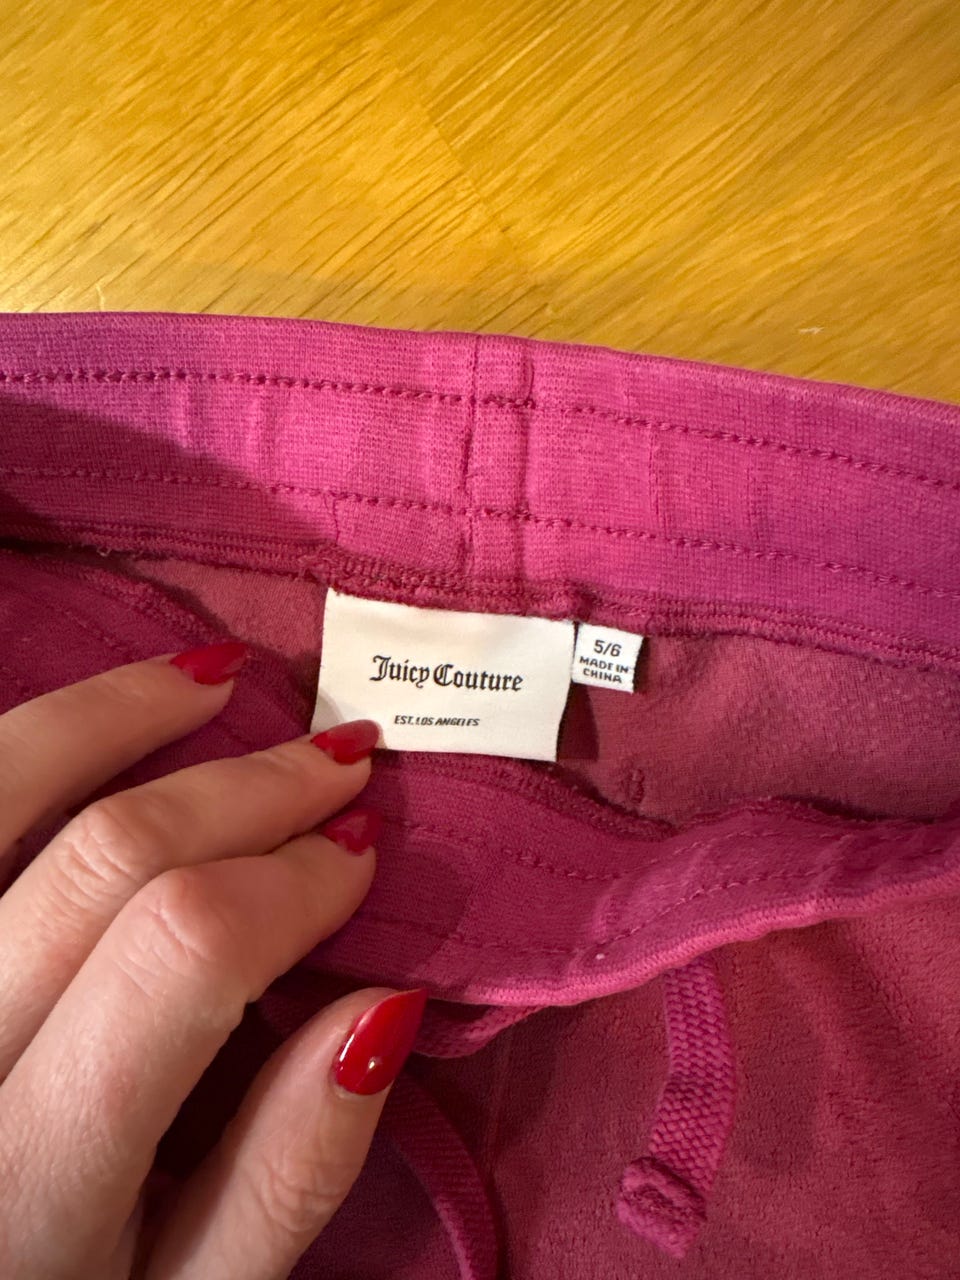 Juicy Couture
EST. LOS ANGELES
5/6
MADE IN
CHINA